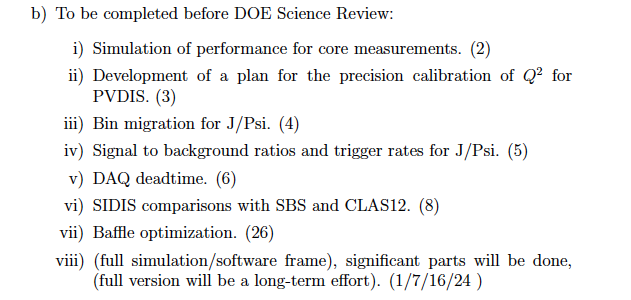 b) To be completed before DOE Science Review:
i) Simulation of performance for core measurements. (2)
ii) Development of a plan for the precision calibration of Q² for
PVDIS. (3)
iii) Bin migration for J/Psi. (4)
iv) Signal to background ratios and trigger rates for J/Psi. (5)
v) DAQ deadtime. (6)
vi) SIDIS comparisons with SBS and CLAS12. (8)
vii) Baffle optimization. (26)
viii) (full simulation/software frame), significant parts will be done,
(full version will be a long-term effort). (1/7/16/24 )